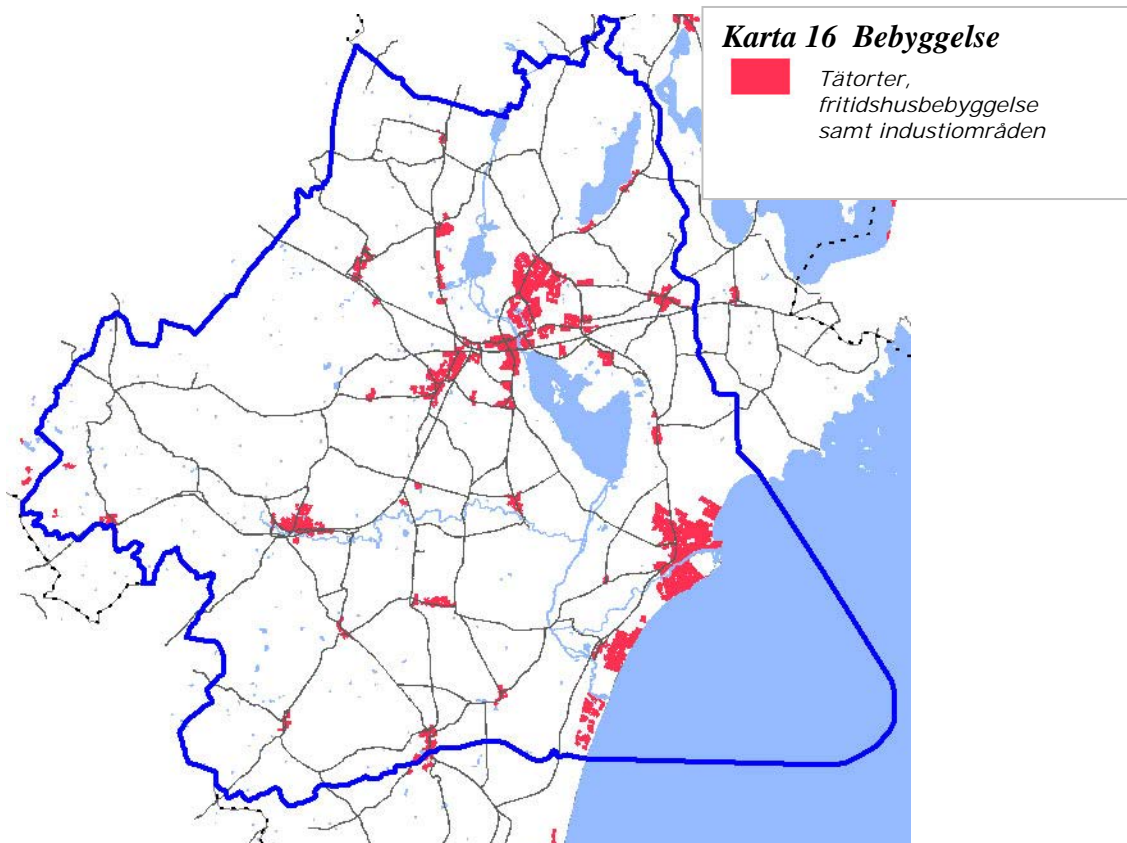 Karta 16 Bebyggelse
Tätorter,
fritidshusbebyggelse
samt industiområden